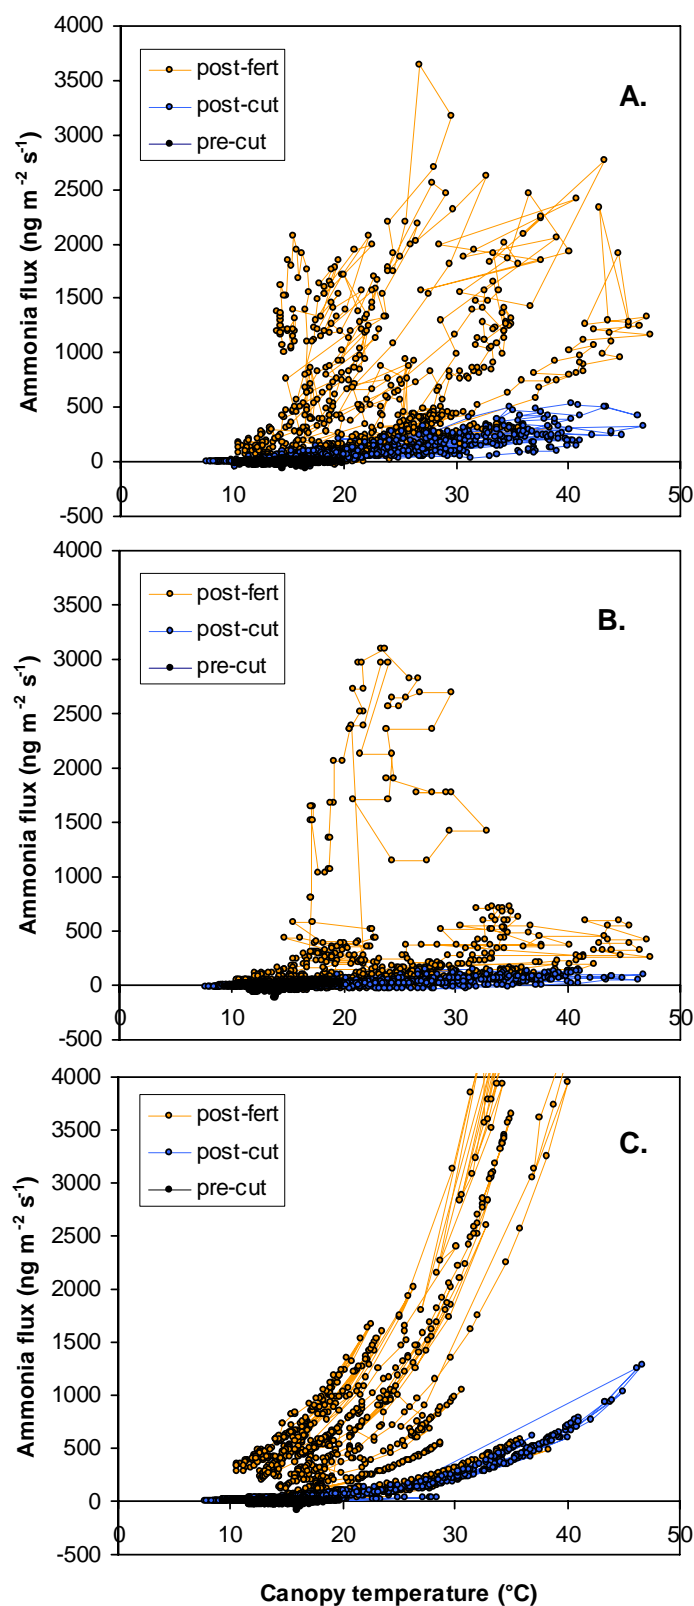 4000
3500
3000
2500
2000
1500
1000
500
0
-500
Ammonia flux (ng m⁻² s⁻¹)
post-fert
post-cut
pre-cut
A.
0 10 20 30 40 50
4000
3500
3000
2500
2000
1500
1000
500
0
-500
Ammonia flux (ng m⁻² s⁻¹)
post-fert
post-cut
pre-cut
B.
0 10 20 30 40 50
4000
3500
3000
2500
2000
1500
1000
500
0
-500
Ammonia flux (ng m⁻² s⁻¹)
post-fert
post-cut
pre-cut
C.
0 10 20 30 40 50
Canopy temperature (°C)